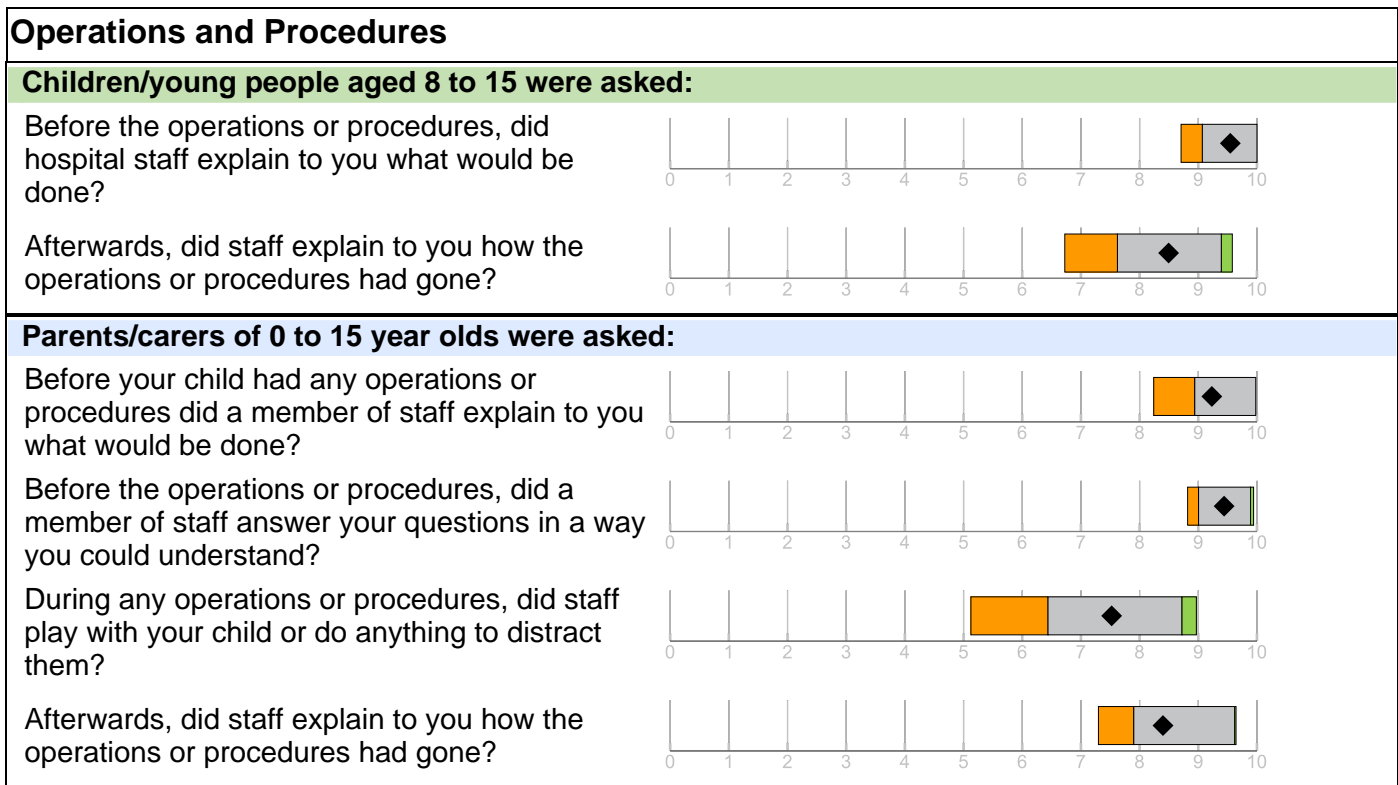 Operations and Procedures
Children/young people aged 8 to 15 were asked:
Before the operations or procedures, did
hospital staff explain to you what would be
done?
0 1 2 3 4 5 6 7 8 9 10
Afterwards, did staff explain to you how the
operations or procedures had gone?
0 1 2 3 4 5 6 7 8 9 10
Parents/carers of 0 to 15 year olds were asked:
Before your child had any operations or
procedures did a member of staff explain to you
what would be done?
0 1 2 3 4 5 6 7 8 9 10
Before the operations or procedures, did a
member of staff answer your questions in a way
you could understand?
0 1 2 3 4 5 6 7 8 9 10
During any operations or procedures, did staff
play with your child or do anything to distract
them?
0 1 2 3 4 5 6 7 8 9 10
Afterwards, did staff explain to you how the
operations or procedures had gone?
0 1 2 3 4 5 6 7 8 9 10